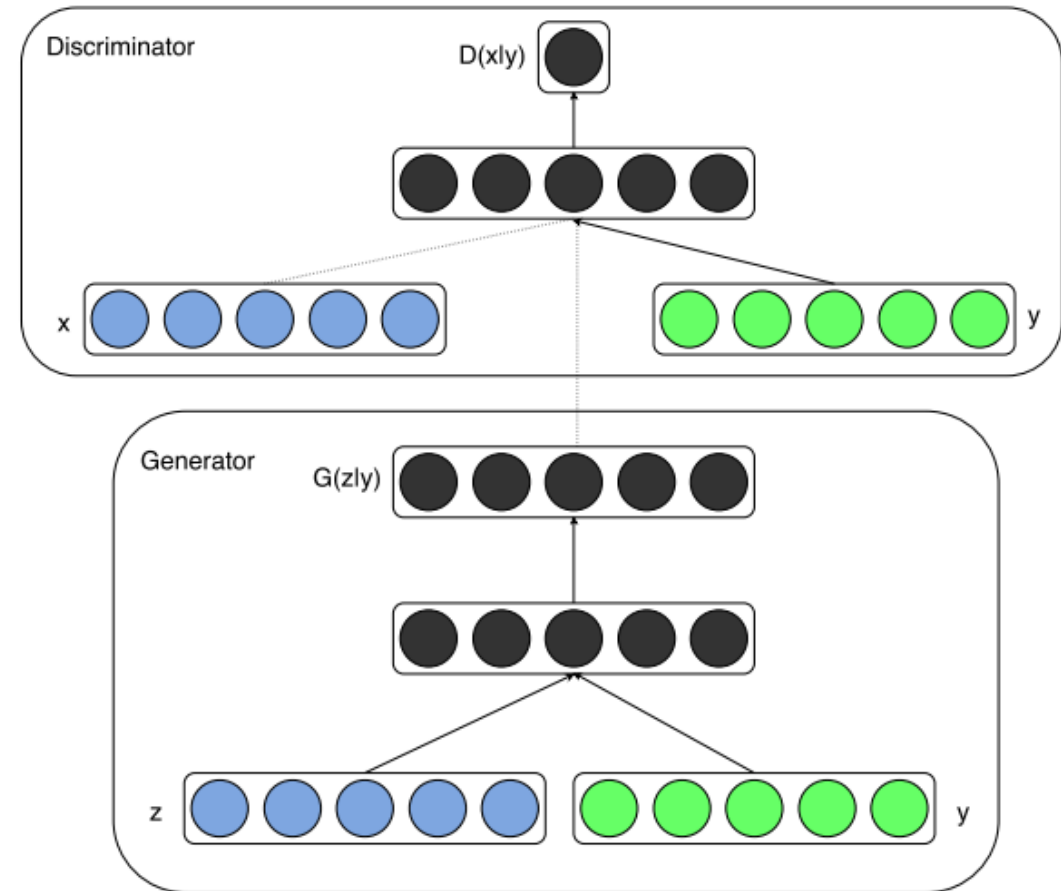 Discriminator
D(x|y)
x
y
Generator
G(z|y)
z
y